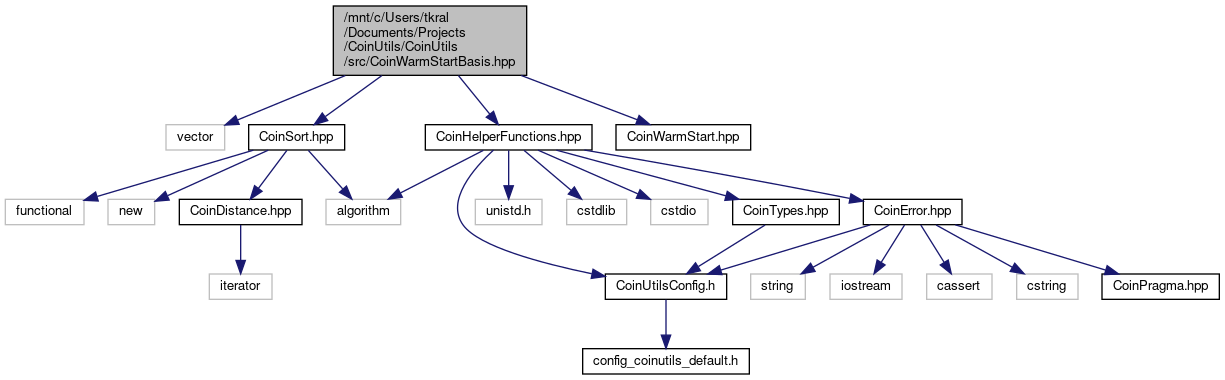 /mnt/c/Users/tkral
/Documents/Projects
/CoinUtils/CoinUtils
/src/CoinWarmStartBasis.hpp
vector
CoinSort.hpp
CoinHelperFunctions.hpp
CoinWarmStart.hpp
functional
new
CoinDistance.hpp
algorithm
unistd.h
cstdlib
cstdio
CoinTypes.hpp
CoinError.hpp
iterator
CoinUtilsConfig.h
string
iostream
cassert
cstring
CoinPragma.hpp
config_coinutils_default.h